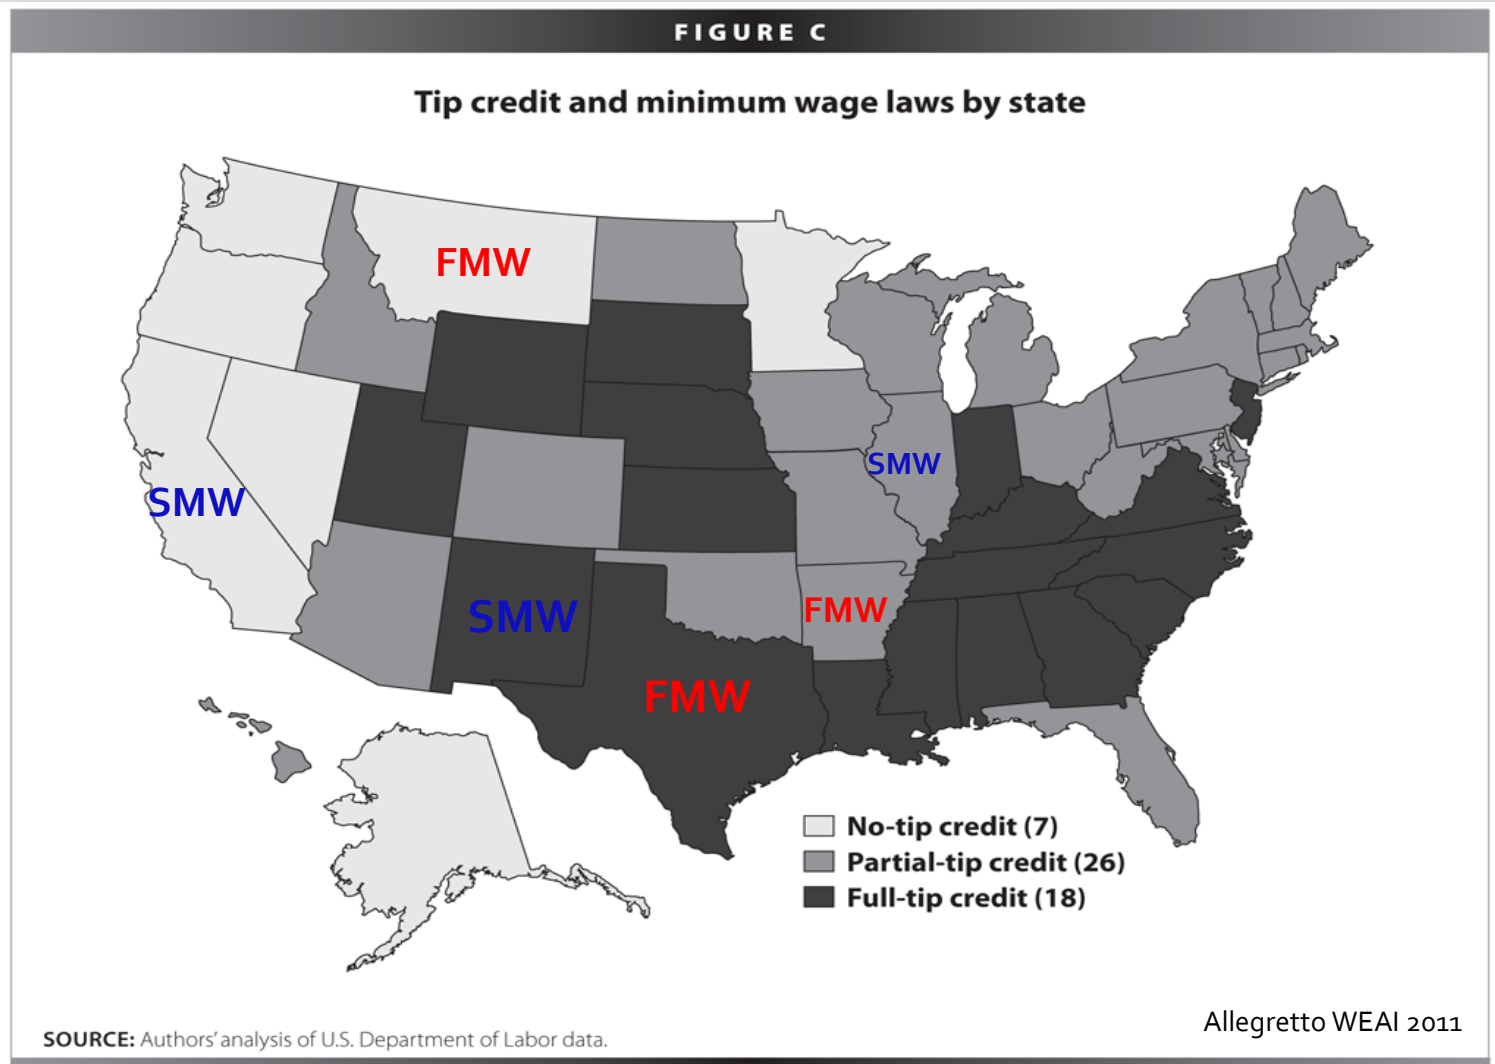 FIGURE C
Tip credit and minimum wage laws by state
FMW
SMW
SMW
SMW
FMW
FMW
No-tip credit (7)
Partial-tip credit (26)
Full-tip credit (18)
Allegretto WEAI 2011
SOURCE: Authors' analysis of U.S. Department of Labor data.